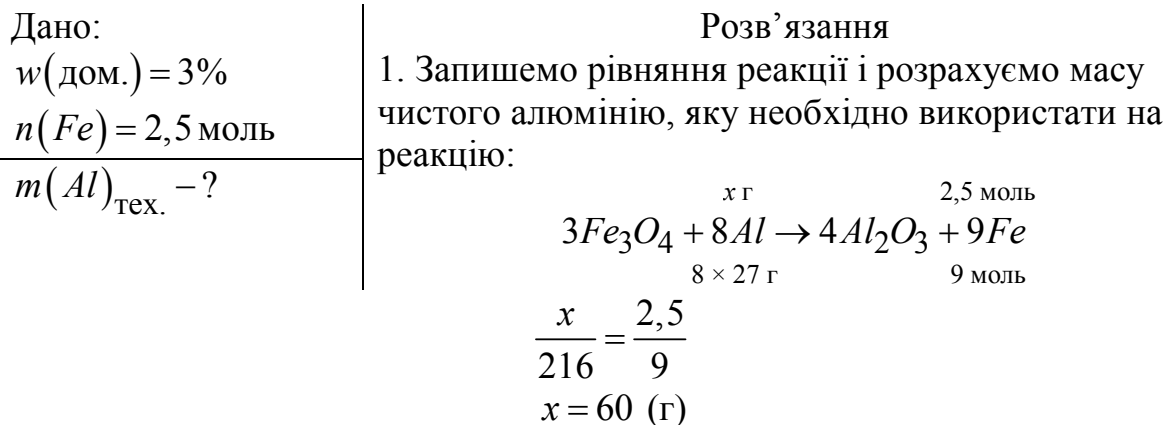 Дано:
w(дом.) = 3%
n(Fe) = 2,5 моль
m(Al)тех. − ?
Розв’язання
1. Запишемо рівняння реакції і розрахуємо масу
чистого алюмінію, яку необхідно використати на
реакцію:
x г 2,5 моль
3Fe₃O₄ + 8Al → 4Al₂O₃ + 9Fe
8 × 27 г 9 моль
x/216 = 2,5/9
x = 60 (г)